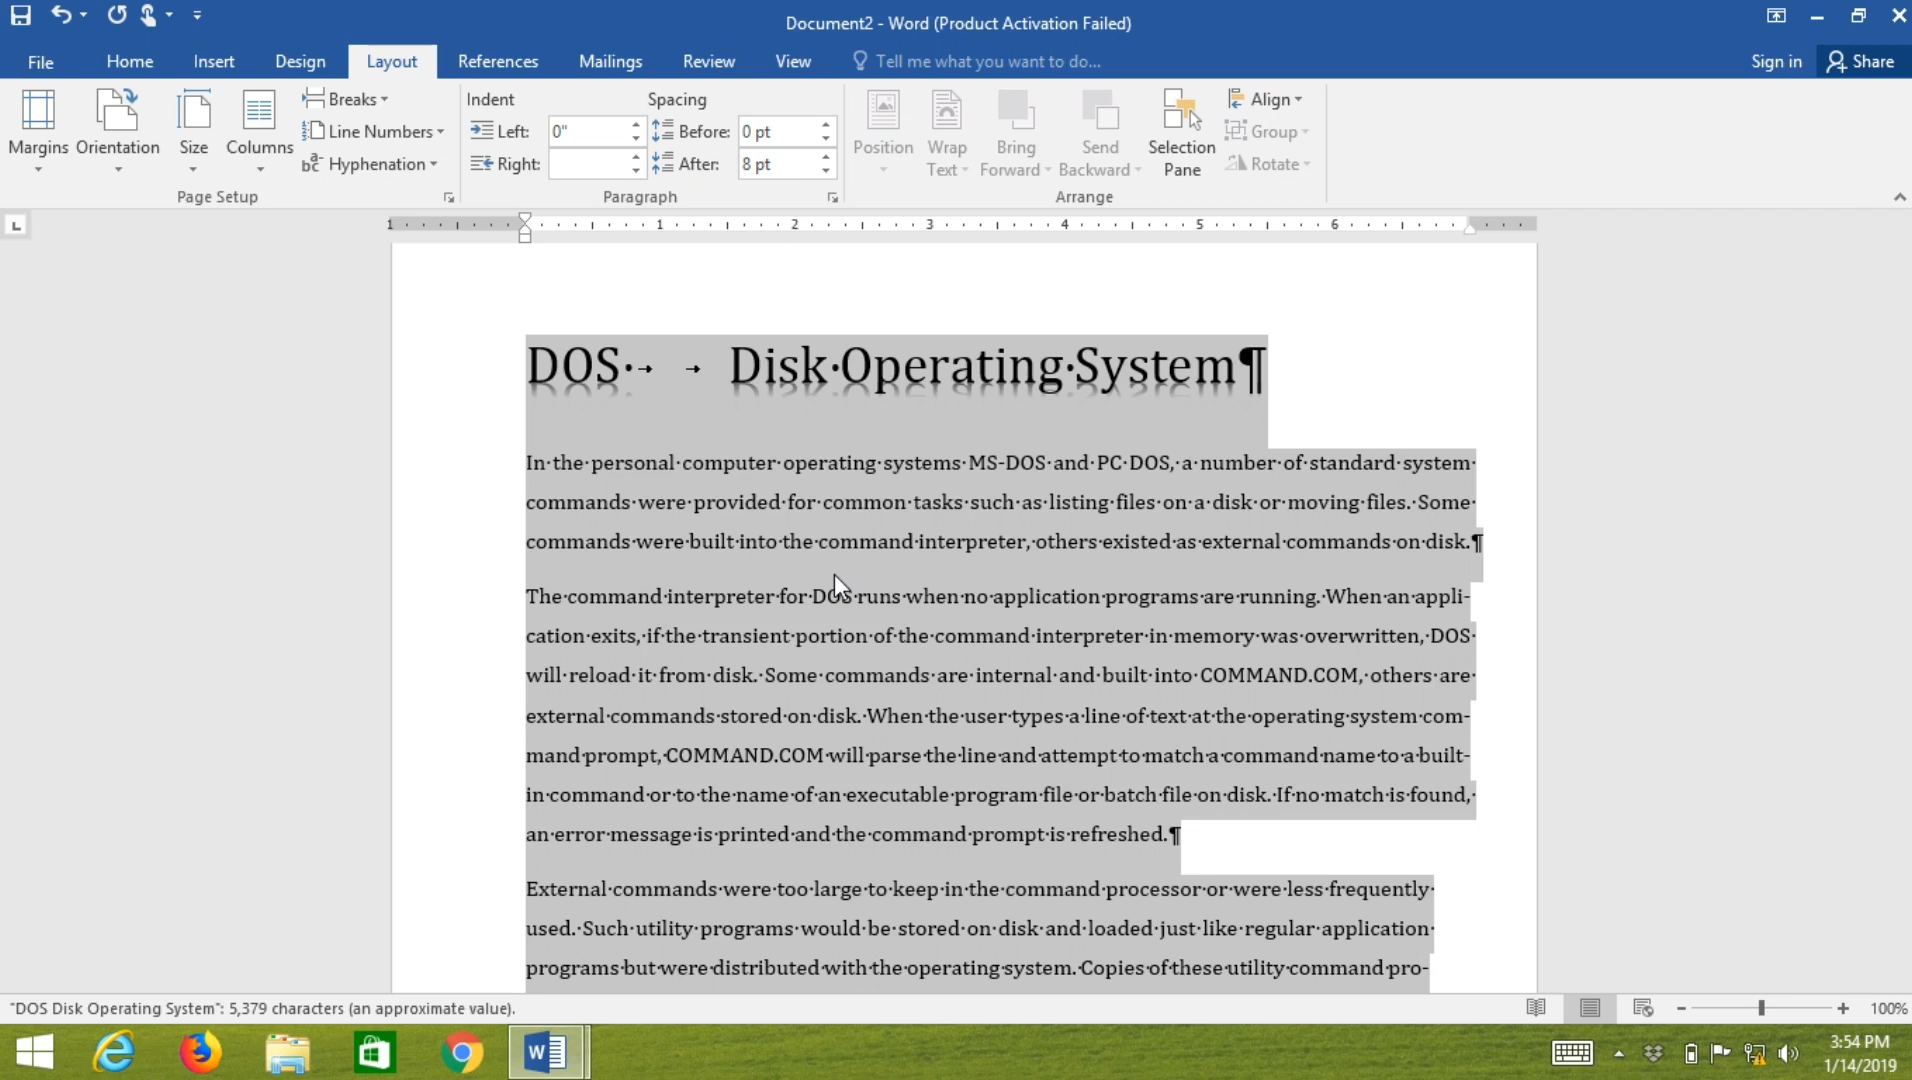 Document2 - Word (Product Activation Failed)
File Home Insert Design Layout References Mailings Review View Tell me what you want to do... Sign in Share
Margins Orientation Size Columns
Breaks
Line Numbers
Hyphenation
Page Setup
Indent Spacing
Left: 0" Before: 0 pt
Right: After: 8 pt
Paragraph
Position Wrap Text Bring Forward Send Backward Selection Pane
Align
Group
Rotate
Arrange
1 1 2 3 4 5 6
DOS·→ → Disk·Operating·System¶
In·the·personal·computer·operating·systems·MS-DOS·and·PC·DOS,·a·number·of·standard·system·
commands·were·provided·for·common·tasks·such·as·listing·files·on·a·disk·or·moving·files.·Some·
commands·were·built·into·the·command·interpreter,·others·existed·as·external·commands·on·disk.¶
The·command·interpreter·for·DOS·runs·when·no·application·programs·are·running.·When·an·appli-
cation·exits,·if·the·transient·portion·of·the·command·interpreter·in·memory·was·overwritten,·DOS·
will·reload·it·from·disk.·Some·commands·are·internal·and·built·into·COMMAND.COM,·others·are·
external·commands·stored·on·disk.·When·the·user·types·a·line·of·text·at·the·operating·system·com-
mand·prompt,·COMMAND.COM·will·parse·the·line·and·attempt·to·match·a·command·name·to·a·built-
in·command·or·to·the·name·of·an·executable·program·file·or·batch·file·on·disk.·If·no·match·is·found,·
an·error·message·is·printed·and·the·command·prompt·is·refreshed.¶
External·commands·were·too·large·to·keep·in·the·command·processor·or·were·less·frequently·
used.·Such·utility·programs·would·be·stored·on·disk·and·loaded·just·like·regular·application·
programs·but·were·distributed·with·the·operating·system.·Copies·of·these·utility·command·pro-
"DOS Disk Operating System": 5,379 characters (an approximate value). 100%
3:54 PM
1/14/2019